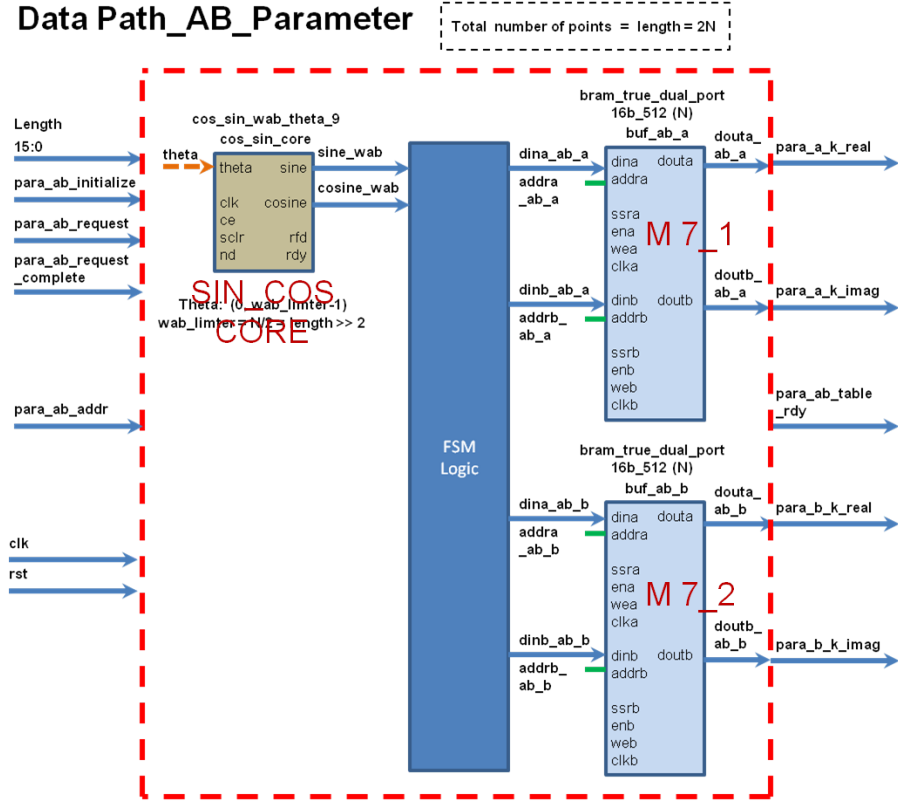 Data Path_AB_Parameter
Total number of points = length = 2N
Length
15:0
para_ab_initialize
para_ab_request
para_ab_request
_complete
para_ab_addr
clk
rst
cos_sin_wab_theta_9
cos_sin_core
theta
theta sine
clk cosine
ce
sclr rfd
nd rdy
sine_wab
cosine_wab
SIN_COS
CORE
Theta: (0_wab_limter-1)
wab_limter = N/2 = length >> 2
FSM
Logic
bram_true_dual_port
16b_512 (N)
buf_ab_a
dina_ab_a
addra
_ab_a
dinb_ab_a
addrb_
ab_a
dina douta
addra
ssra
ena
wea
clka
M 7_1
dinb doutb
addrb
ssrb
enb
web
clkb
douta_
ab_a
doutb_
ab_a
para_a_k_real
para_a_k_imag
para_ab_table
_rdy
bram_true_dual_port
16b_512 (N)
buf_ab_b
dina_ab_b
addra
_ab_b
dinb_ab_b
addrb_
ab_b
dina douta
addra
ssra
ena
wea
clka
M 7_2
dinb doutb
addrb
ssrb
enb
web
clkb
douta_
ab_b
doutb_
ab_b
para_b_k_real
para_b_k_imag